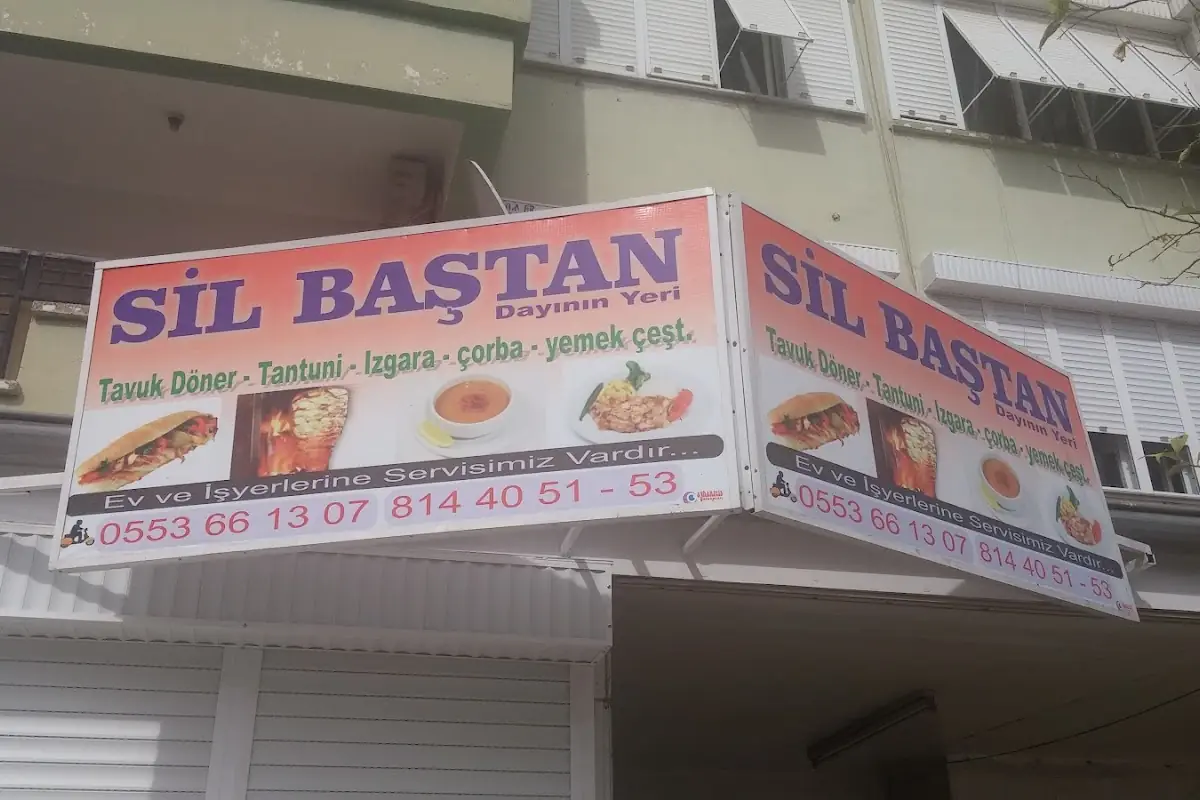 SİL BAŞTAN
Dayının Yeri
Tavuk Döner - Tantuni - Izgara - çorba - yemek çeşt.
Ev ve İşyerlerine Servisimiz Vardır...
0553 66 13 07 814 40 51 - 53
SİL BAŞTAN
Dayının Yeri
Tavuk Döner - Tantuni - Izgara - çorba - yemek çeşt.
Ev ve İşyerlerine Servisimiz Vardır...
0553 66 13 07 814 40 51 - 53